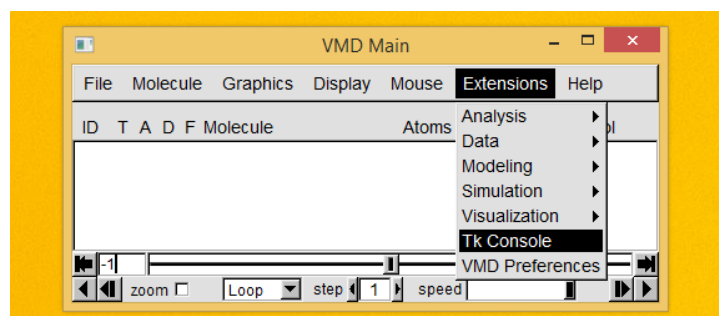 VMD Main
File Molecule Graphics Display Mouse Extensions Help
ID T A D F Molecule Atoms ol
Analysis
Data
Modeling
Simulation
Visualization
Tk Console
VMD Preferences
-1
zoom Loop step 1 speed